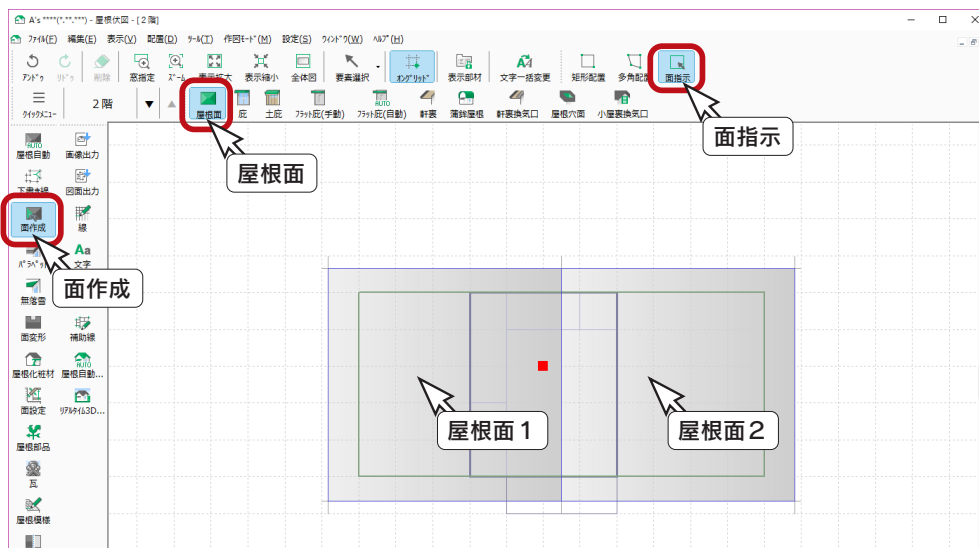 A's ****(*.**.***) - 屋根伏図 - [ 2 階]
ファイル(F) 編集(E) 表示(V) 配置(D) ツール(T) 作図モード(M) 設定(S) ウィンドウ(W) ヘルプ(H)
アンドゥ リドゥ 削除 窓指定 ズーム 表示拡大 表示縮小 全体図 要素選択 オングリッド 表示部材 文字一括変更 矩形配置 多角配置 面指示
クイックメニュー 2 階 屋根面 庇 土庇 フラット庇(手動) フラット庇(自動) 軒裏 蒲鉾屋根 軒裏換気口 屋根穴面 小屋裏換気口
面指示
屋根面
屋根自動 画像出力
下書き線 図面出力
面作成 線
パラペット 文字
面作成
無落雪
面変形 補助線
屋根化粧材 屋根自動...
面設定 リアルタイム3D...
屋根部品
瓦
屋根模様
屋根面1
屋根面2